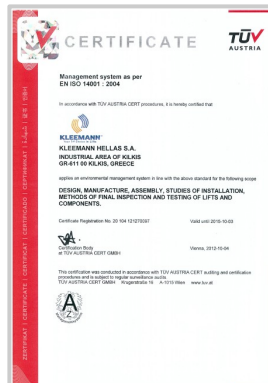 CERTIFICATE
TÜV
AUSTRIA
Management system as per
EN ISO 14001 : 2004
In accordance with TÜV AUSTRIA CERT procedures, it is hereby certified that
KLEEMANN
KLEEMANN HELLAS S.A.
INDUSTRIAL AREA OF KILKIS
GR-611 00 KILKIS, GREECE
applies an environmental management system in line with the above standard for the following scope
DESIGN, MANUFACTURE, ASSEMBLY, STUDIES OF INSTALLATION,
METHODS OF FINAL INSPECTION AND TESTING OF LIFTS AND
COMPONENTS.
Certificate Registration No. 20 104 121270097
Valid until 2015-10-03
Certification Body
at TÜV AUSTRIA CERT GMBH
Vienna, 2012-10-04
This certification was conducted in accordance with TÜV AUSTRIA CERT auditing and certification
procedures and is subject to regular surveillance audits.
TÜV AUSTRIA CERT GMBH Krugerstraße 16 A-1015 Wien www.tuv.at
ZERTIFIKAT | CERTIFICATE | CERTIFICAT | CERTIFICADO | СЕРТИФИКАТ